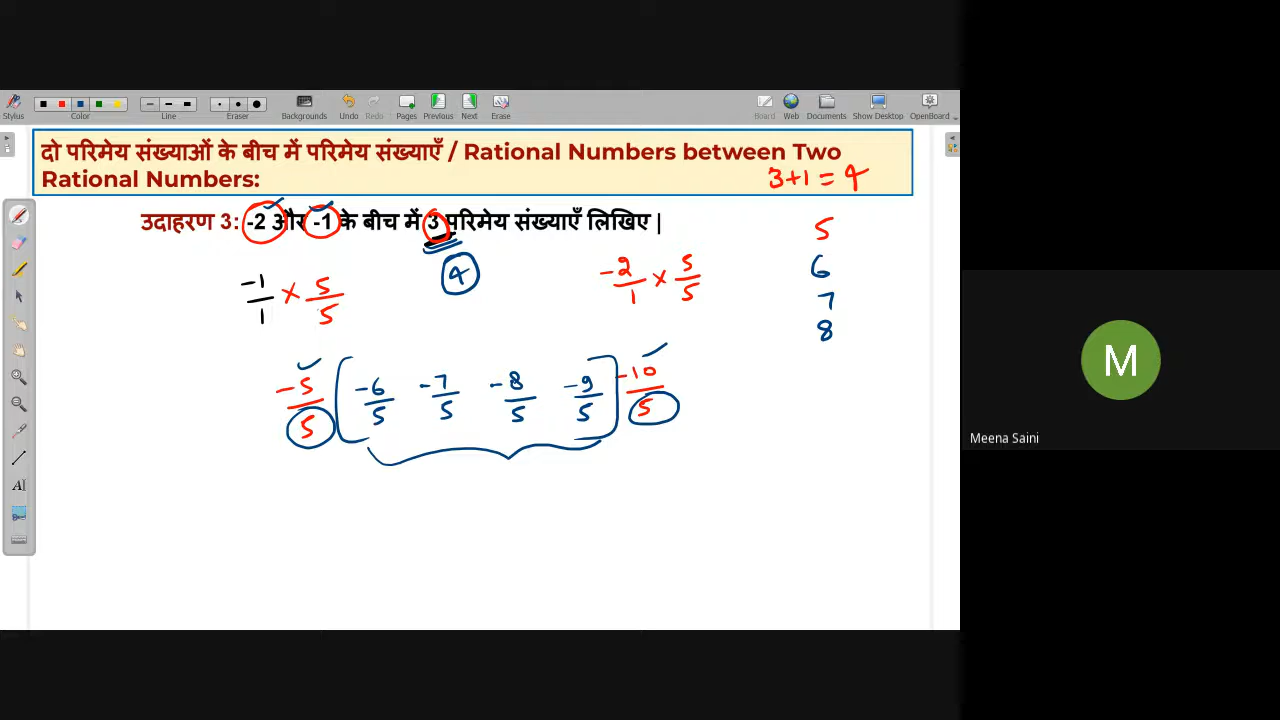 Stylus Color Line Eraser Backgrounds Undo Redo Pages Previous Next Erase Board Web Documents Show Desktop OpenBoard
दो परिमेय संख्याओं के बीच में परिमेय संख्याएँ / Rational Numbers between Two
Rational Numbers:
3+1 = 4
उदाहरण 3: -2 और -1 के बीच में 3 परिमेय संख्याएँ लिखिए |
5
4
6
7
8
-1/1 × 5/5
-2/1 × 5/5
-5/5 [ -6/5 -7/5 -8/5 -9/5 ] -10/5
M
Meena Saini